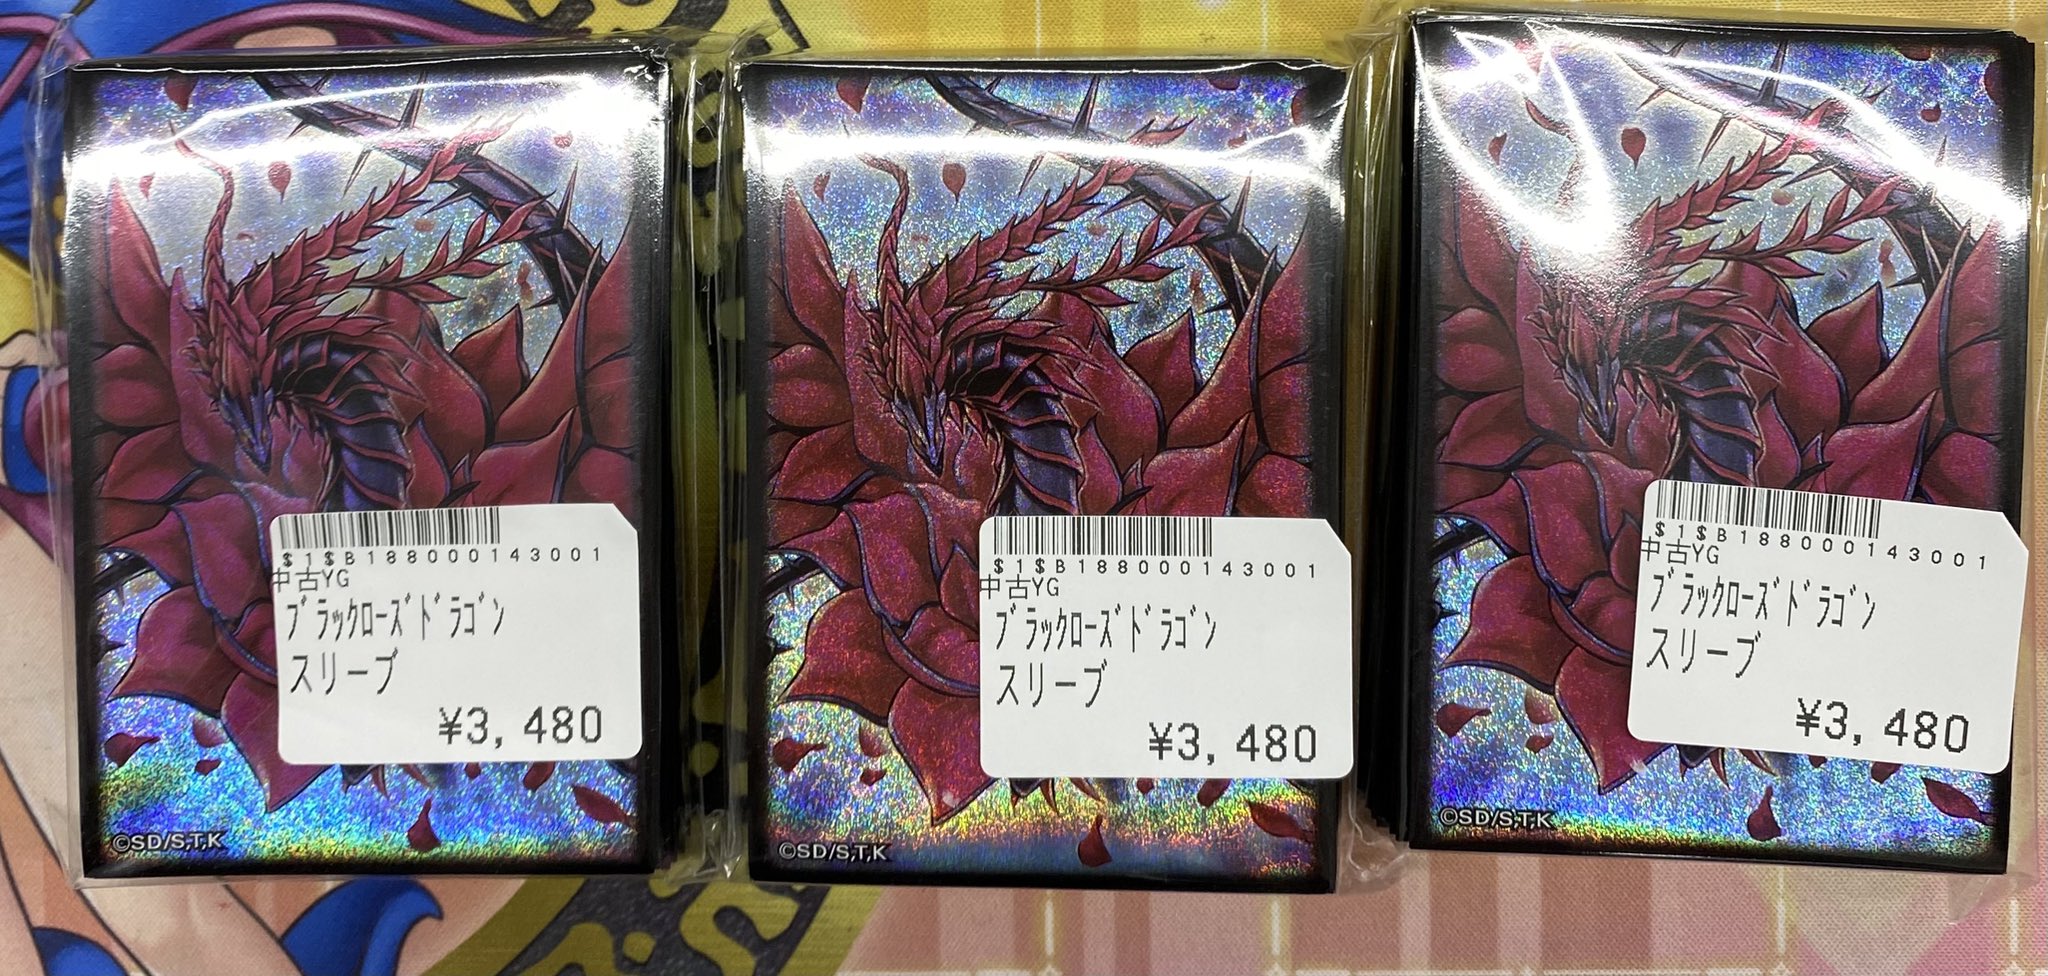 $1$B188000143001
中古YG
ﾌﾞﾗｯｸﾛｰｽﾞﾄﾞﾗｺﾞﾝ
スリーブ
¥3,480
©SD/S,T,K
$1$B188000143001
中古YG
ﾌﾞﾗｯｸﾛｰｽﾞﾄﾞﾗｺﾞﾝ
スリーブ
¥3,480
©SD/S,T,K
$1$B188000143001
中古YG
ﾌﾞﾗｯｸﾛｰｽﾞﾄﾞﾗｺﾞﾝ
スリーブ
¥3,480
©SD/S,T,K